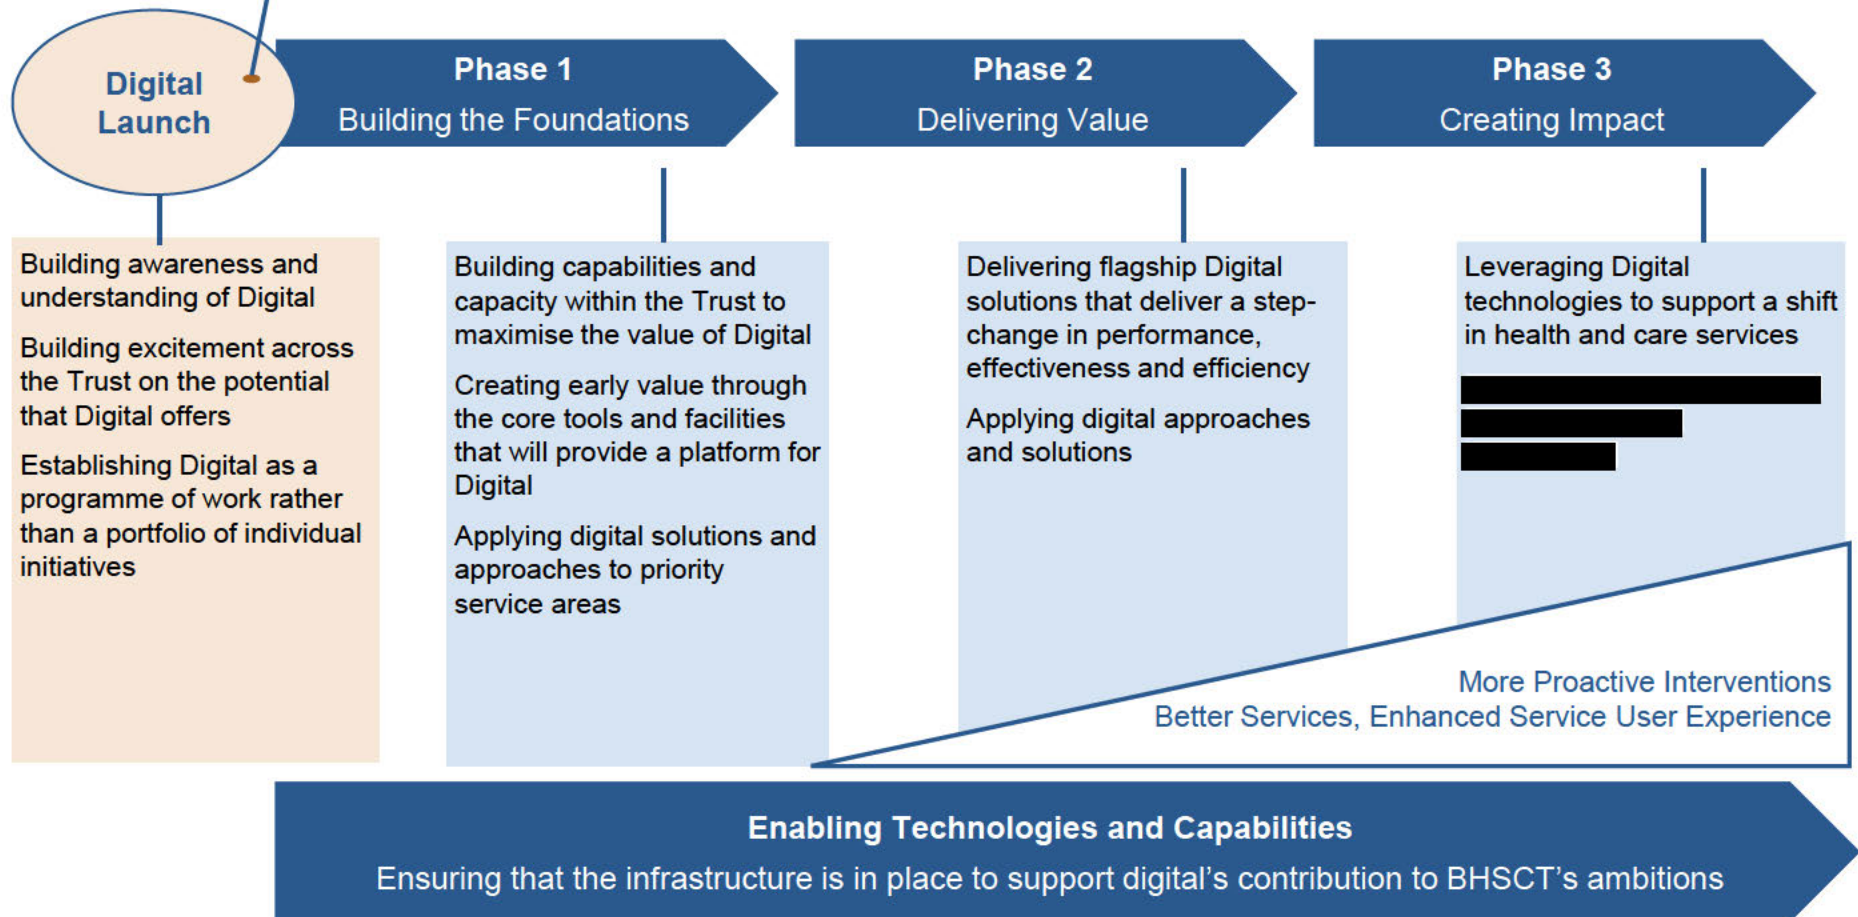 Digital
Launch
Phase 1
Building the Foundations
Phase 2
Delivering Value
Phase 3
Creating Impact
Building awareness and
understanding of Digital
Building excitement across
the Trust on the potential
that Digital offers
Establishing Digital as a
programme of work rather
than a portfolio of individual
initiatives
Building capabilities and
capacity within the Trust to
maximise the value of Digital
Creating early value through
the core tools and facilities
that will provide a platform for
Digital
Applying digital solutions and
approaches to priority
service areas
Delivering flagship Digital
solutions that deliver a step-
change in performance,
effectiveness and efficiency
Applying digital approaches
and solutions
Leveraging Digital
technologies to support a shift
in health and care services
More Proactive Interventions
Better Services, Enhanced Service User Experience
Enabling Technologies and Capabilities
Ensuring that the infrastructure is in place to support digital’s contribution to BHSCT’s ambitions